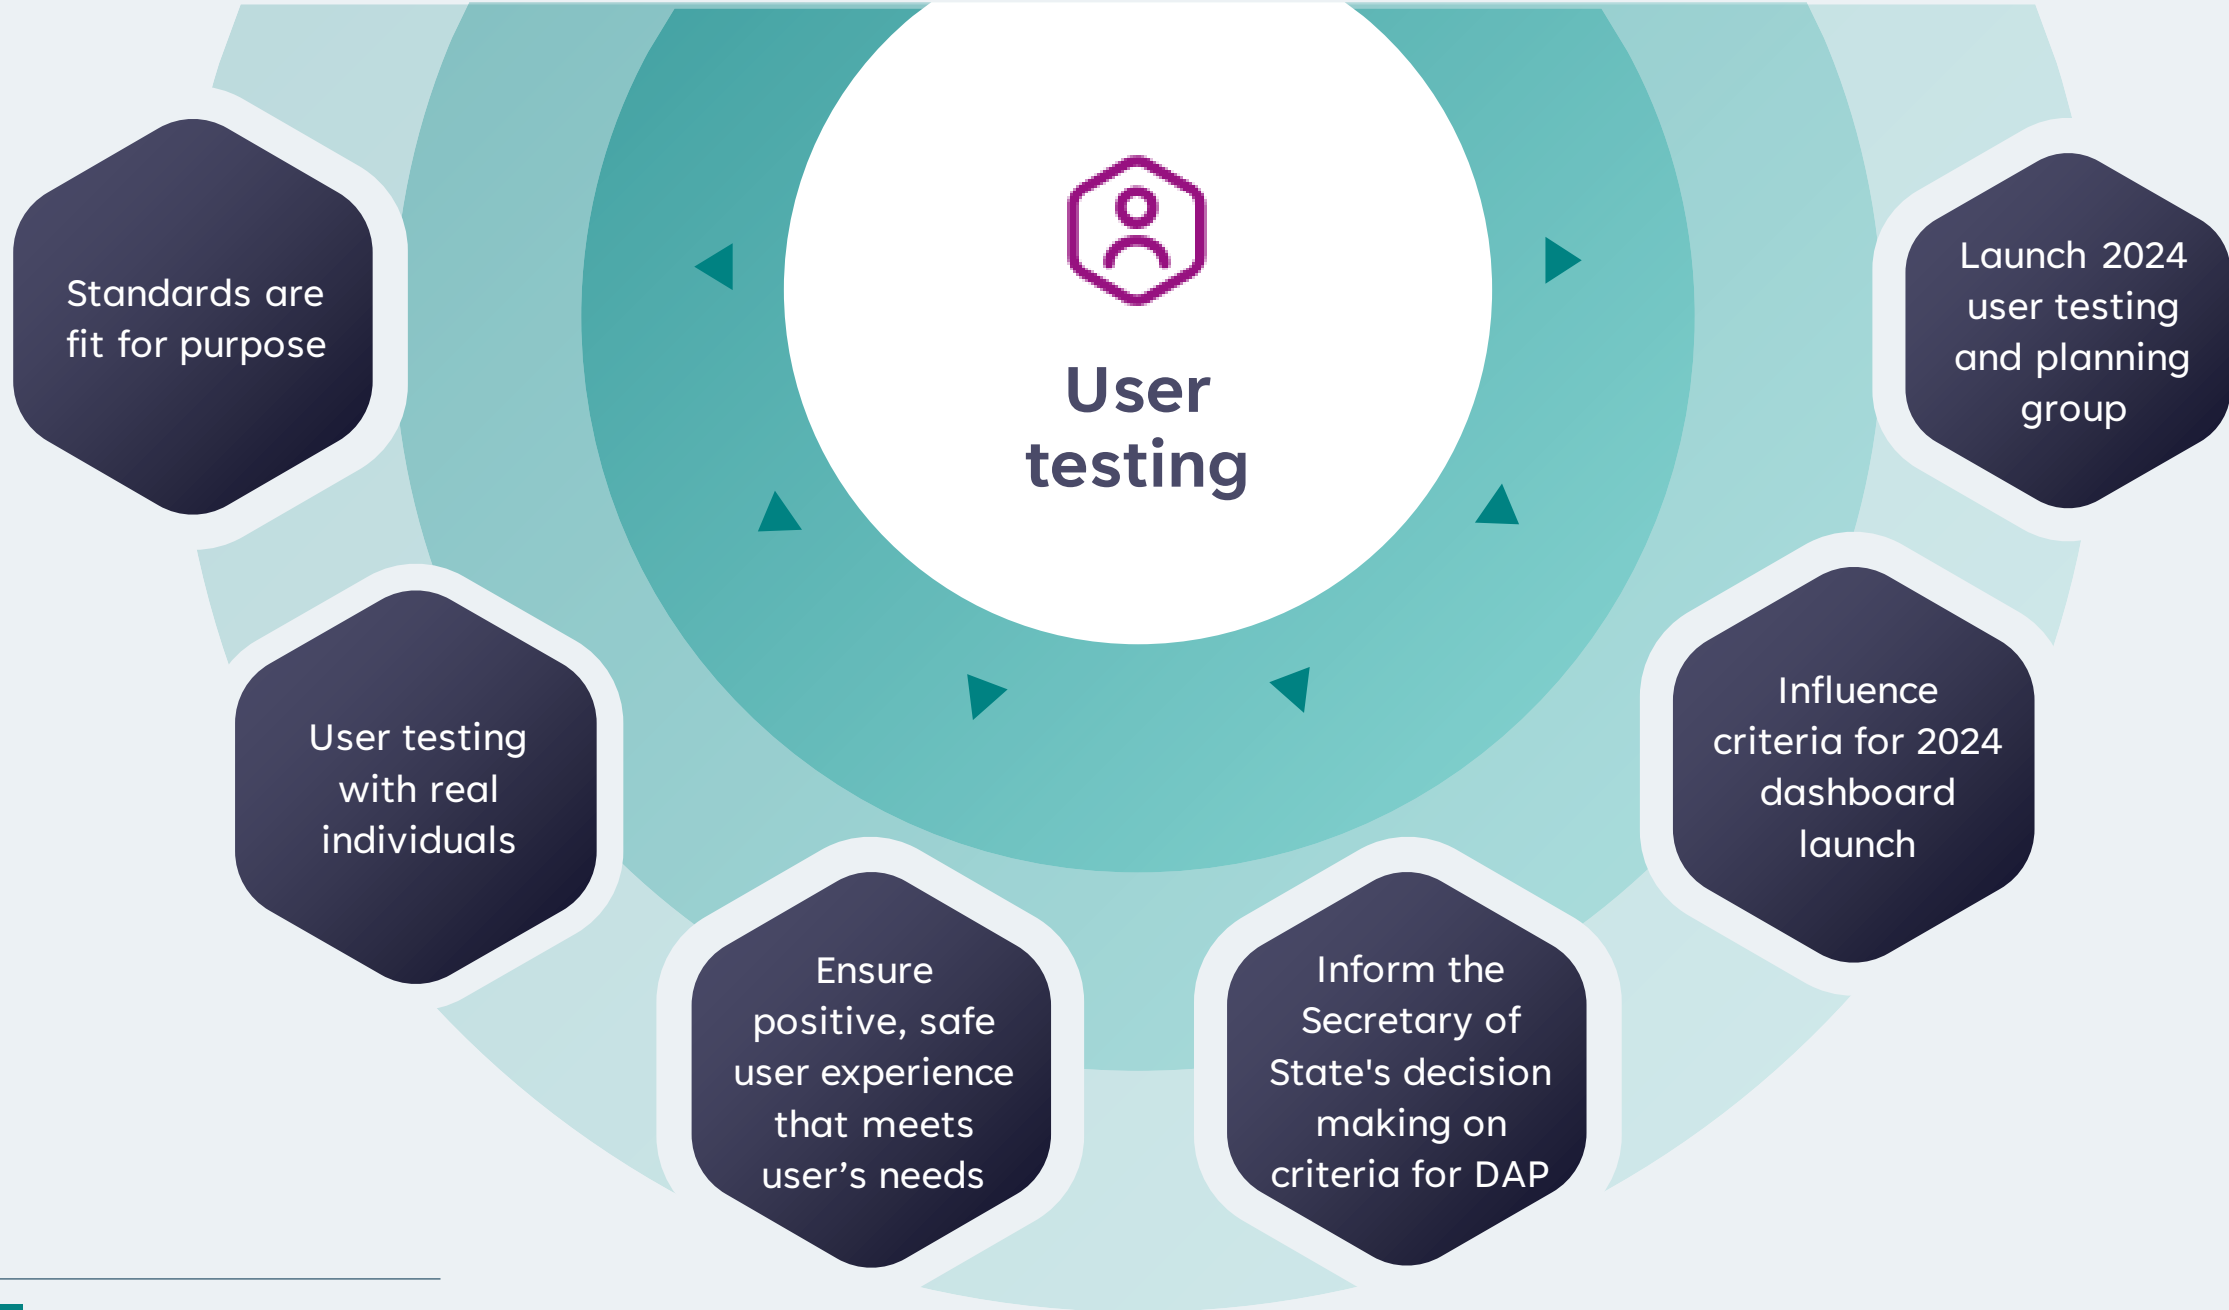 User
testing
Standards are
fit for purpose
User testing
with real
individuals
Ensure
positive, safe
user experience
that meets
user’s needs
Inform the
Secretary of
State's decision
making on
criteria for DAP
Influence
criteria for 2024
dashboard
launch
Launch 2024
user testing
and planning
group